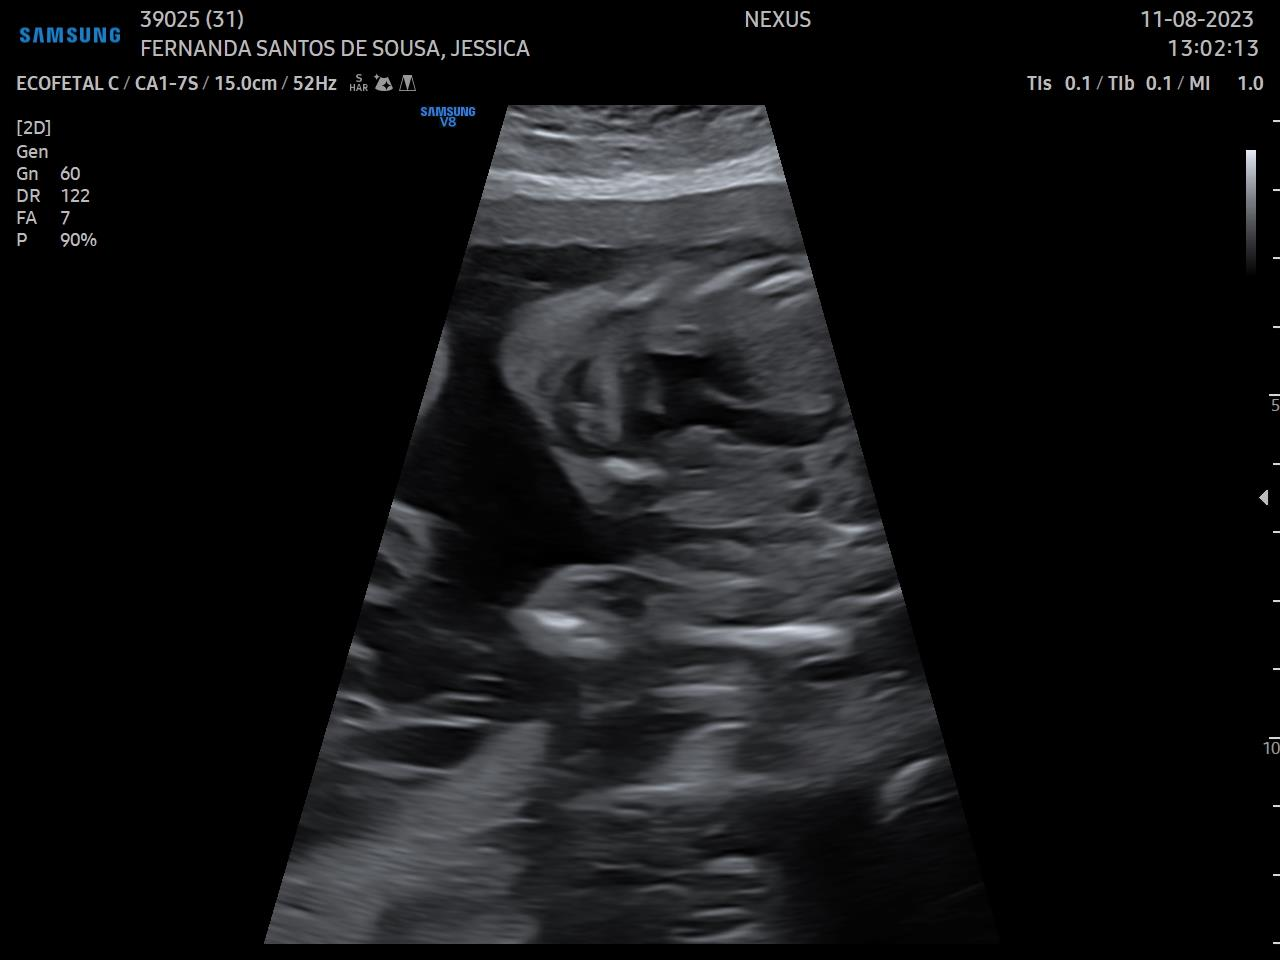 SAMSUNG
39025 (31)
NEXUS
11-08-2023
FERNANDA SANTOS DE SOUSA, JESSICA
13:02:13
ECOFETAL C / CA1-7S / 15.0cm / 52Hz
S
HAR
TIs 0.1 / TIb 0.1 / MI 1.0
SAMSUNG
V8
[2D]
Gen
Gn 60
DR 122
FA 7
P 90%
5
10